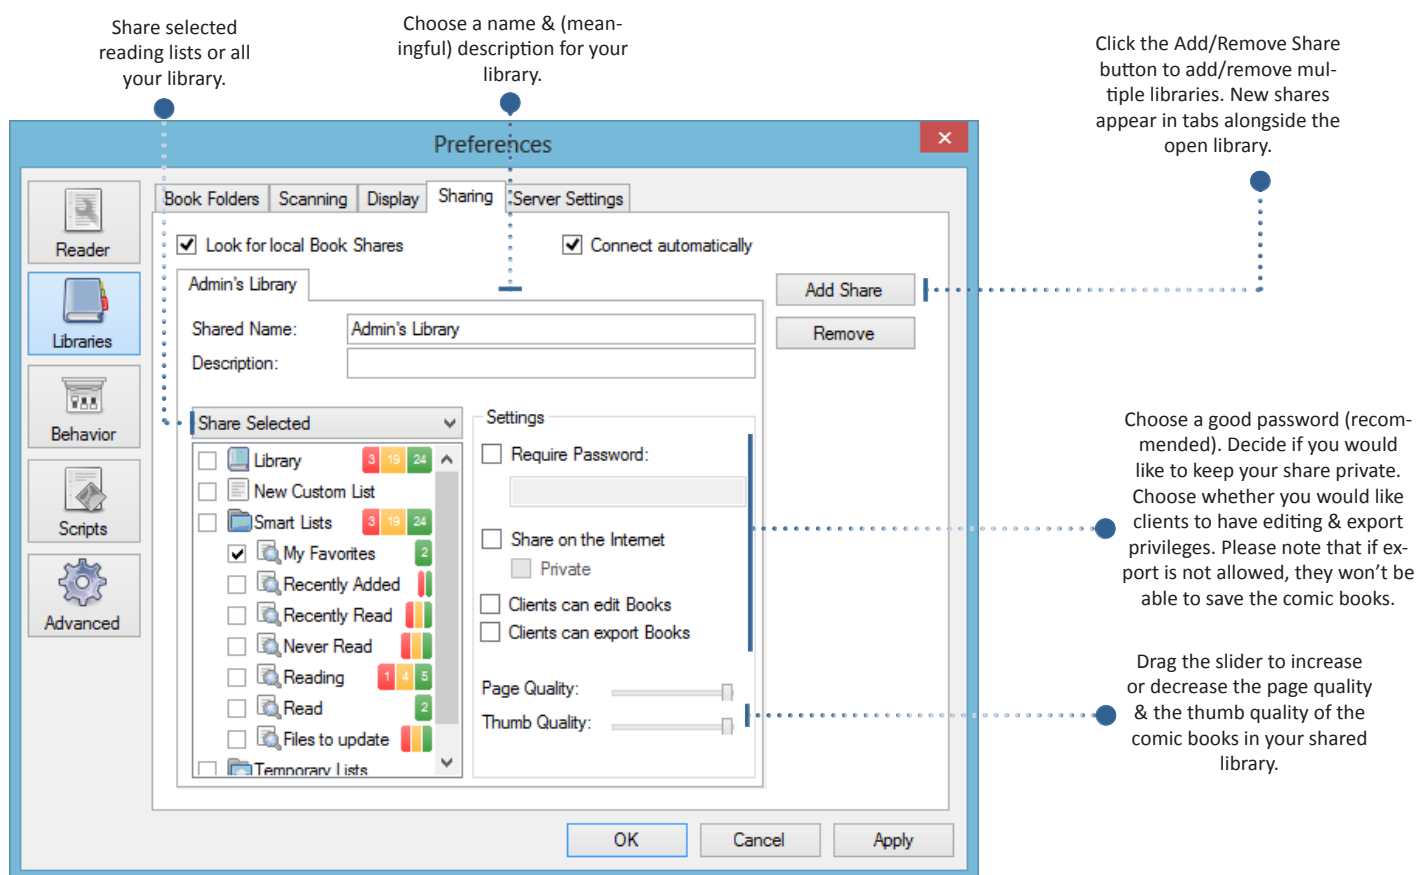 Share selected
reading lists or all
your library.
Choose a name & (mean-
ingful) description for your
library.
Click the Add/Remove Share
button to add/remove mul-
tiple libraries. New shares
appear in tabs alongside the
open library.
Preferences
Book Folders Scanning Display Sharing Server Settings
Reader
Libraries
Behavior
Scripts
Advanced
Look for local Book Shares Connect automatically
Admin's Library
Add Share
Remove
Shared Name: Admin's Library
Description:
Share Selected
Library 3 19 24
New Custom List
Smart Lists 3 19 24
My Favorites 2
Recently Added
Recently Read
Never Read
Reading 1 4 5
Read 2
Files to update
Temporary Lists
Settings
Require Password:
Share on the Internet
Private
Clients can edit Books
Clients can export Books
Page Quality:
Thumb Quality:
OK Cancel Apply
Choose a good password (recom-
mended). Decide if you would
like to keep your share private.
Choose whether you would like
clients to have editing & export
privileges. Please note that if ex-
port is not allowed, they won't be
able to save the comic books.
Drag the slider to increase
or decrease the page quality
& the thumb quality of the
comic books in your shared
library.